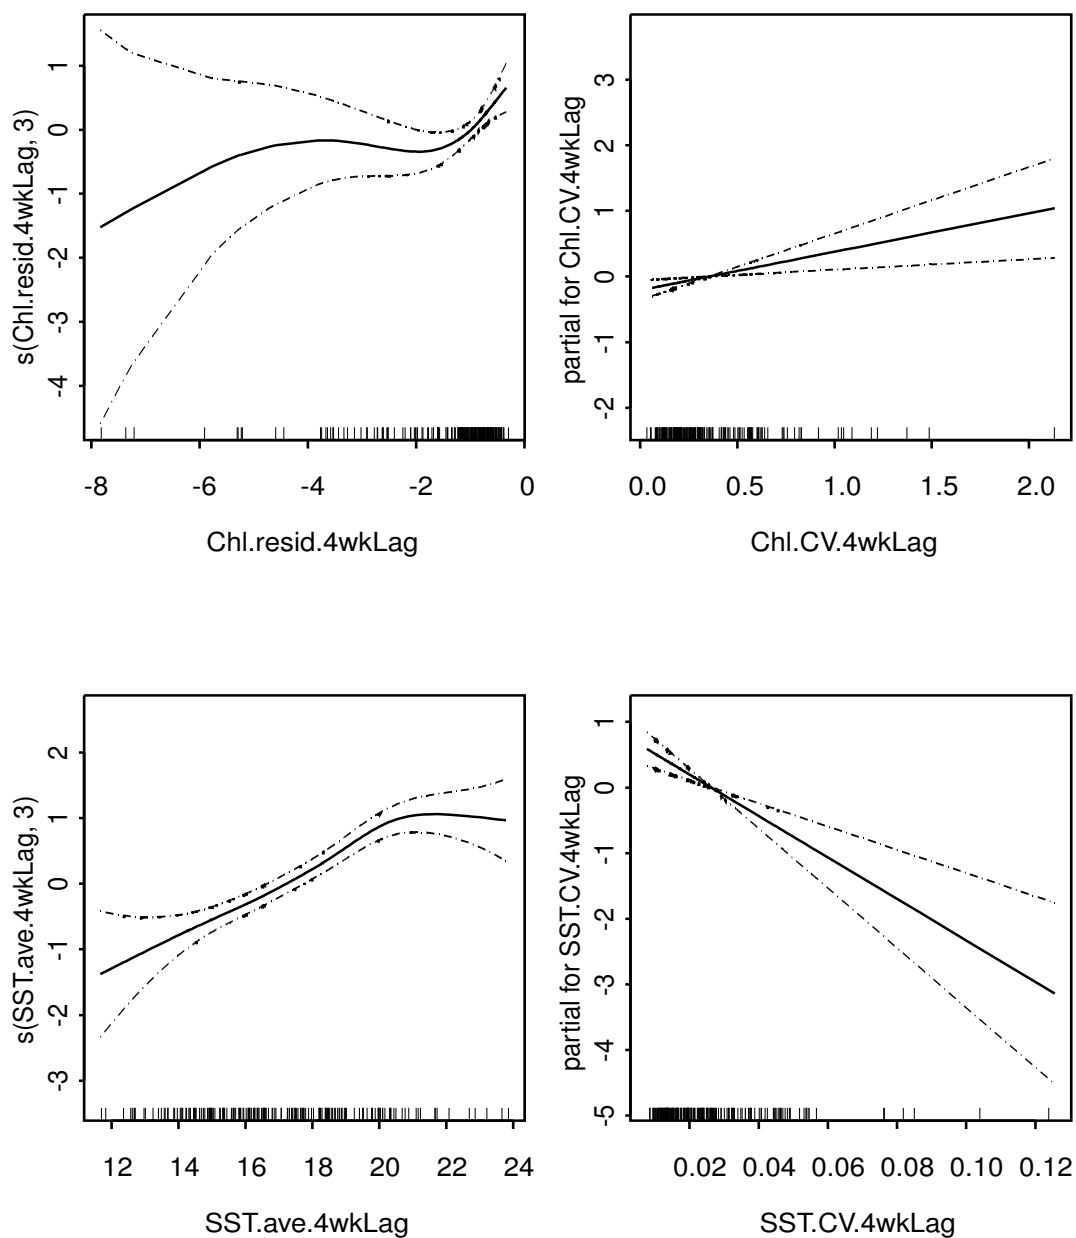 s(Chl.resid.4wkLag, 3)
1
0
-1
-2
-3
-4
-8 -6 -4 -2 0
Chl.resid.4wkLag
partial for Chl.CV.4wkLag
3
2
1
0
-1
-2
0.0 0.5 1.0 1.5 2.0
Chl.CV.4wkLag
s(SST.ave.4wkLag, 3)
2
1
0
-1
-2
-3
12 14 16 18 20 22 24
SST.ave.4wkLag
partial for SST.CV.4wkLag
1
0
-1
-2
-3
-4
-5
0.02 0.04 0.06 0.08 0.10 0.12
SST.CV.4wkLag